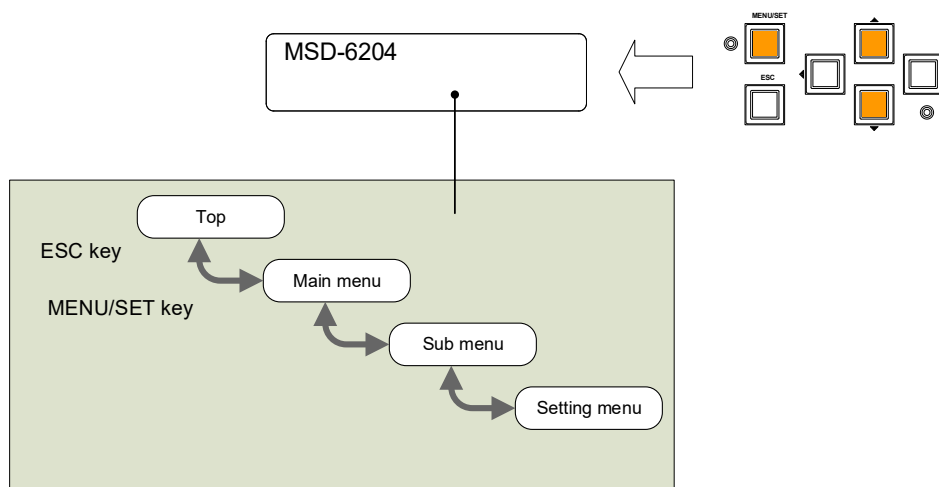 MENU/SET
MSD-6204
ESC
Top
ESC key
Main menu
MENU/SET key
Sub menu
Setting menu